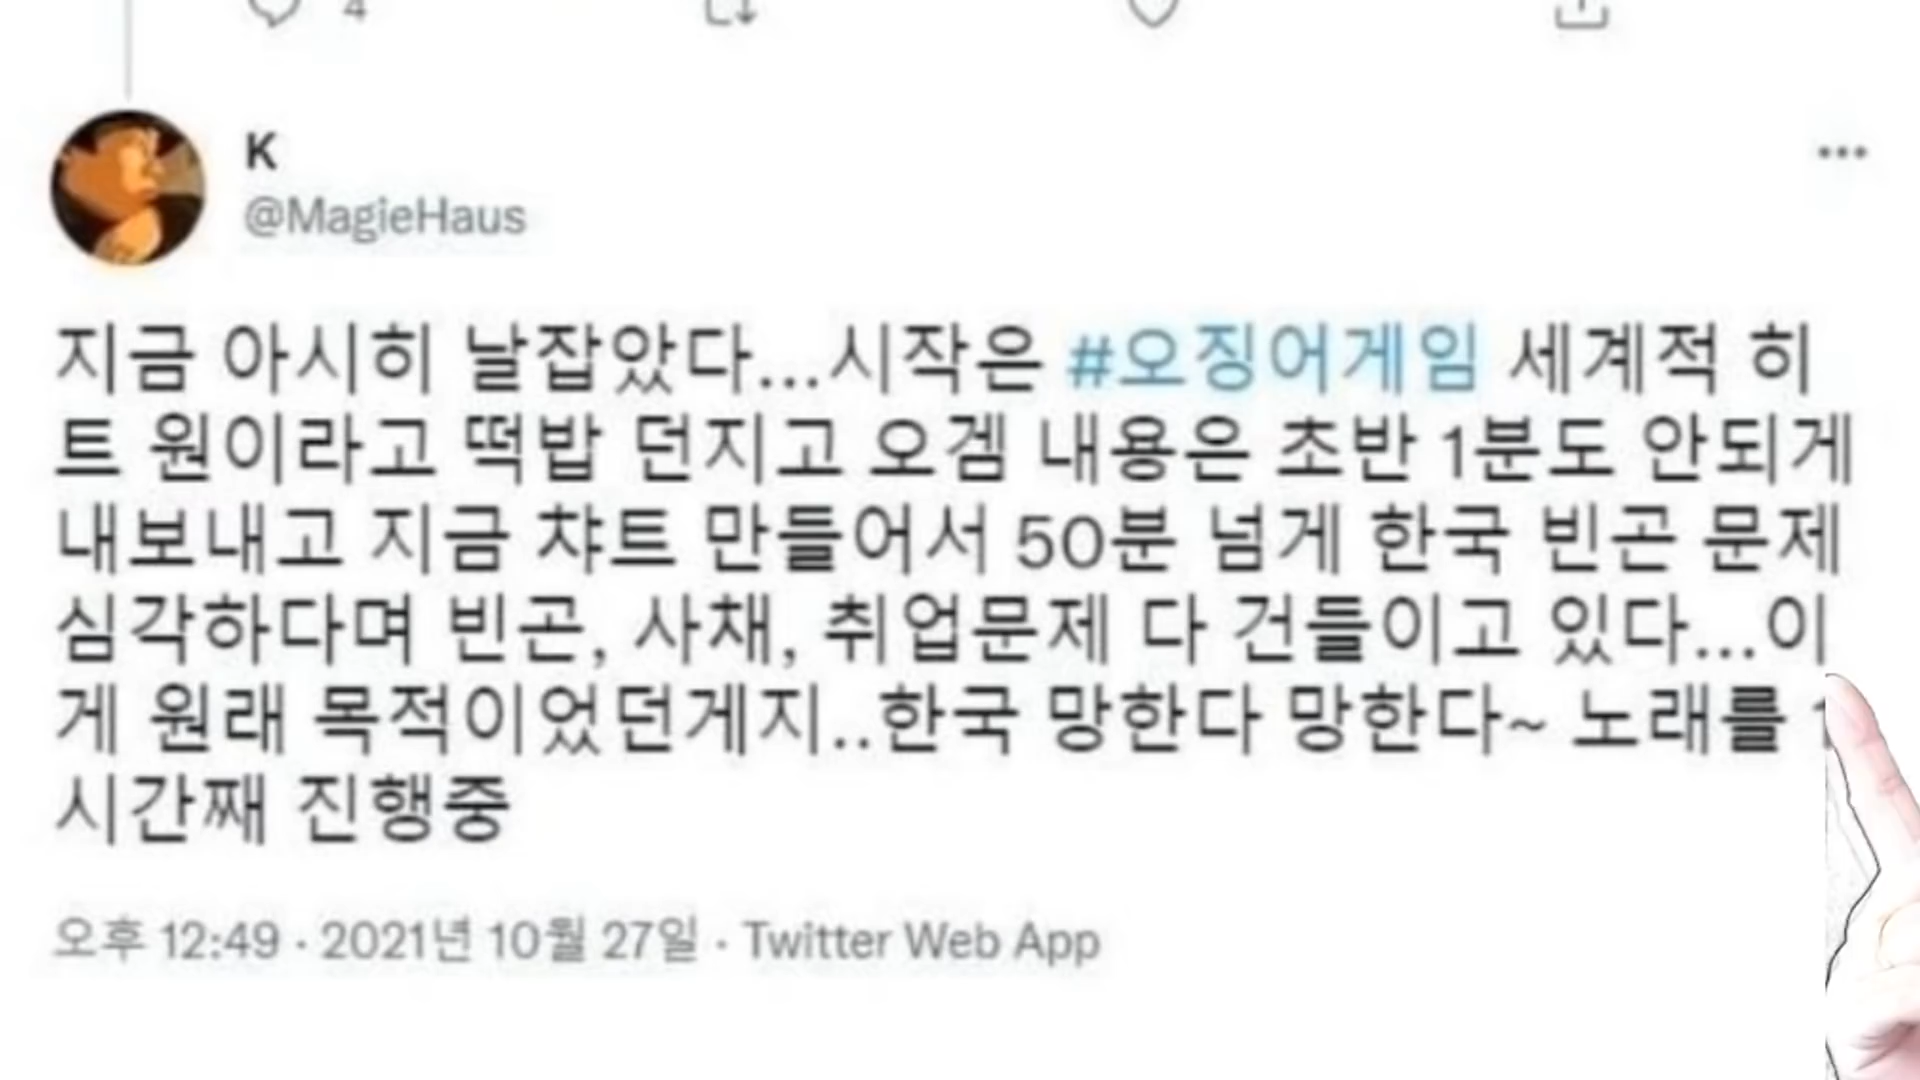 4
K
@MagieHaus
지금 아시히 날잡았다...시작은 #오징어게임 세계적 히
트 원이라고 떡밥 던지고 오겜 내용은 초반 1분도 안되게
내보내고 지금 챠트 만들어서 50분 넘게 한국 빈곤 문제
심각하다며 빈곤, 사채, 취업문제 다 건들이고 있다...이
게 원래 목적이었던게지..한국 망한다 망한다~ 노래를
시간째 진행중
오후 12:49 · 2021년 10월 27일 · Twitter Web App